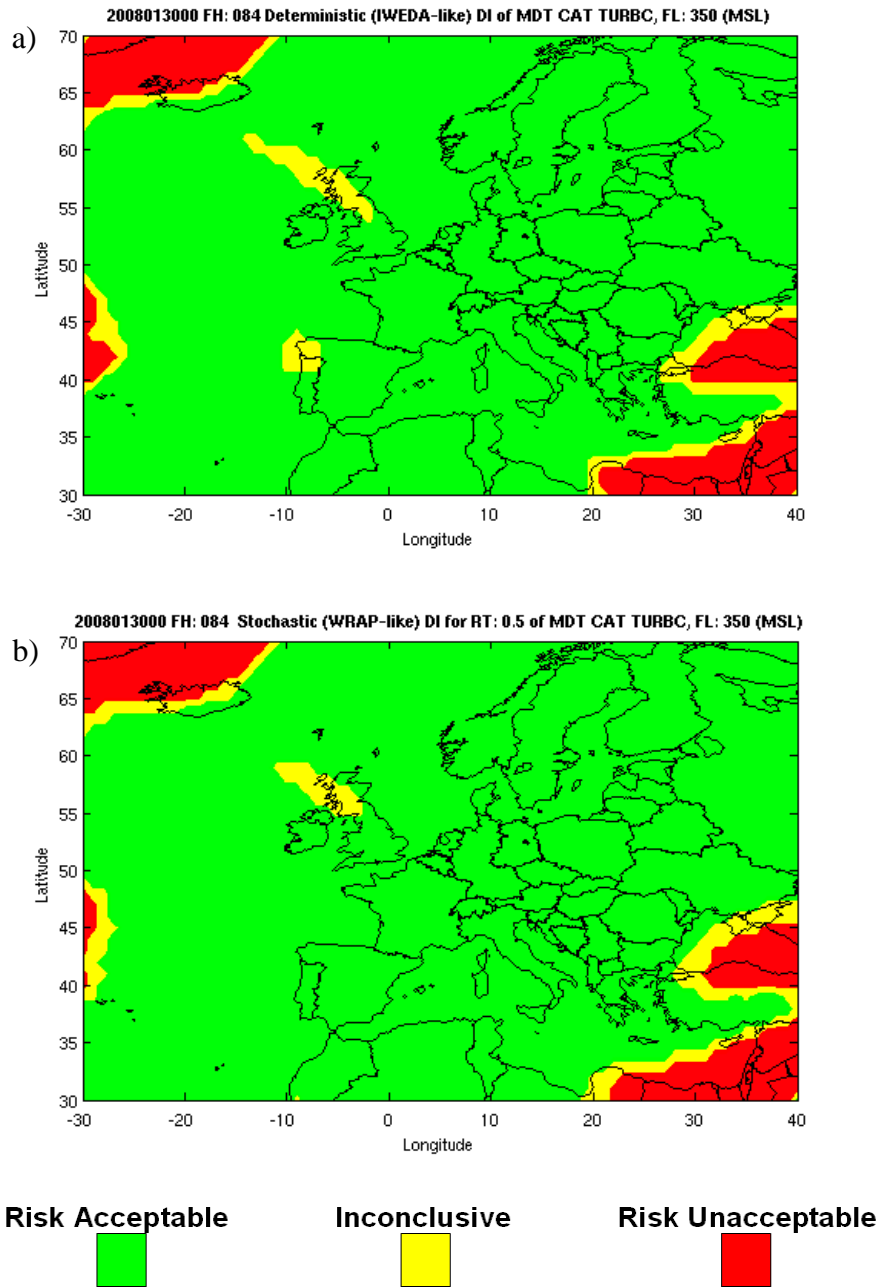 a)
2008013000 FH: 084 Deterministic (IWEDA-like) DI of MDT CAT TURBC, FL: 350 (MSL)
70
65
60
55
50
45
40
35
30
Latitude
-30 -20 -10 0 10 20 30 40
Longitude
b)
2008013000 FH: 084 Stochastic (WRAP-like) DI for RT: 0.5 of MDT CAT TURBC, FL: 350 (MSL)
70
65
60
55
50
45
40
35
30
Latitude
-30 -20 -10 0 10 20 30 40
Longitude
Risk Acceptable Inconclusive Risk Unacceptable